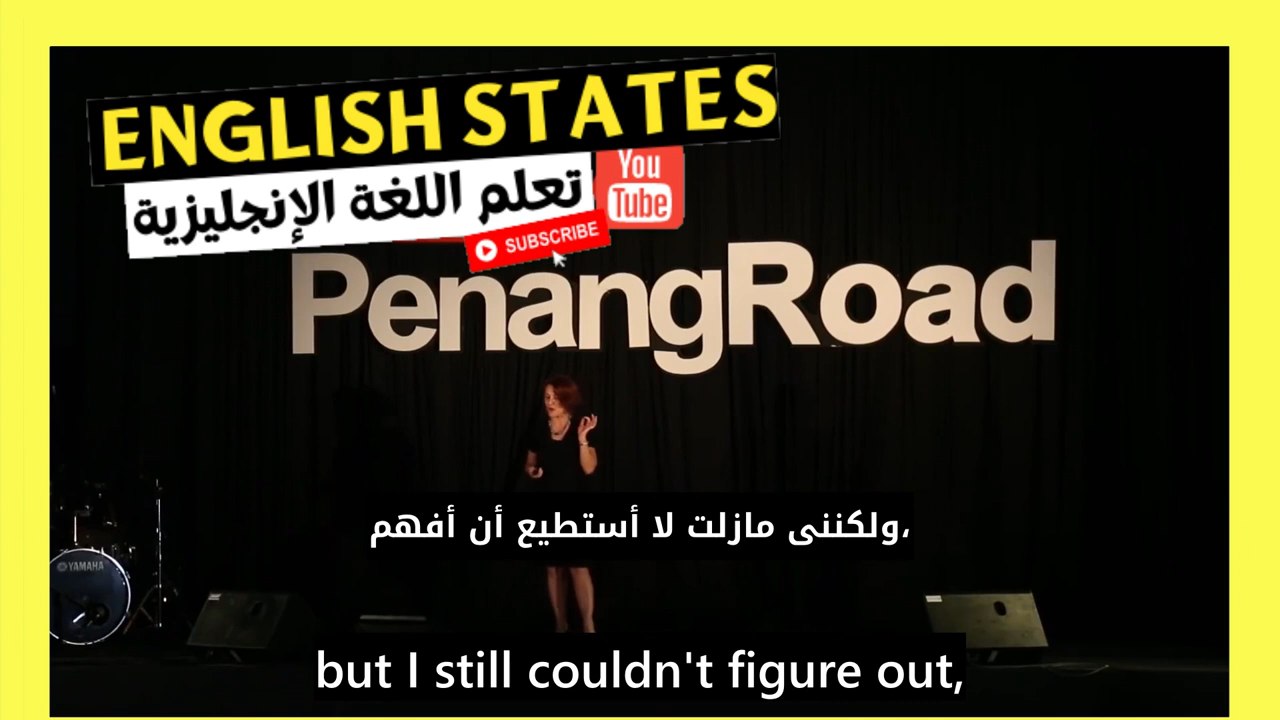 ENGLISH STATES
تعلم اللغة الإنجليزية
You
Tube
SUBSCRIBE
PenangRoad
ولكننى مازلت لا أستطيع أن أفهم،
YAMAHA
but I still couldn't figure out,